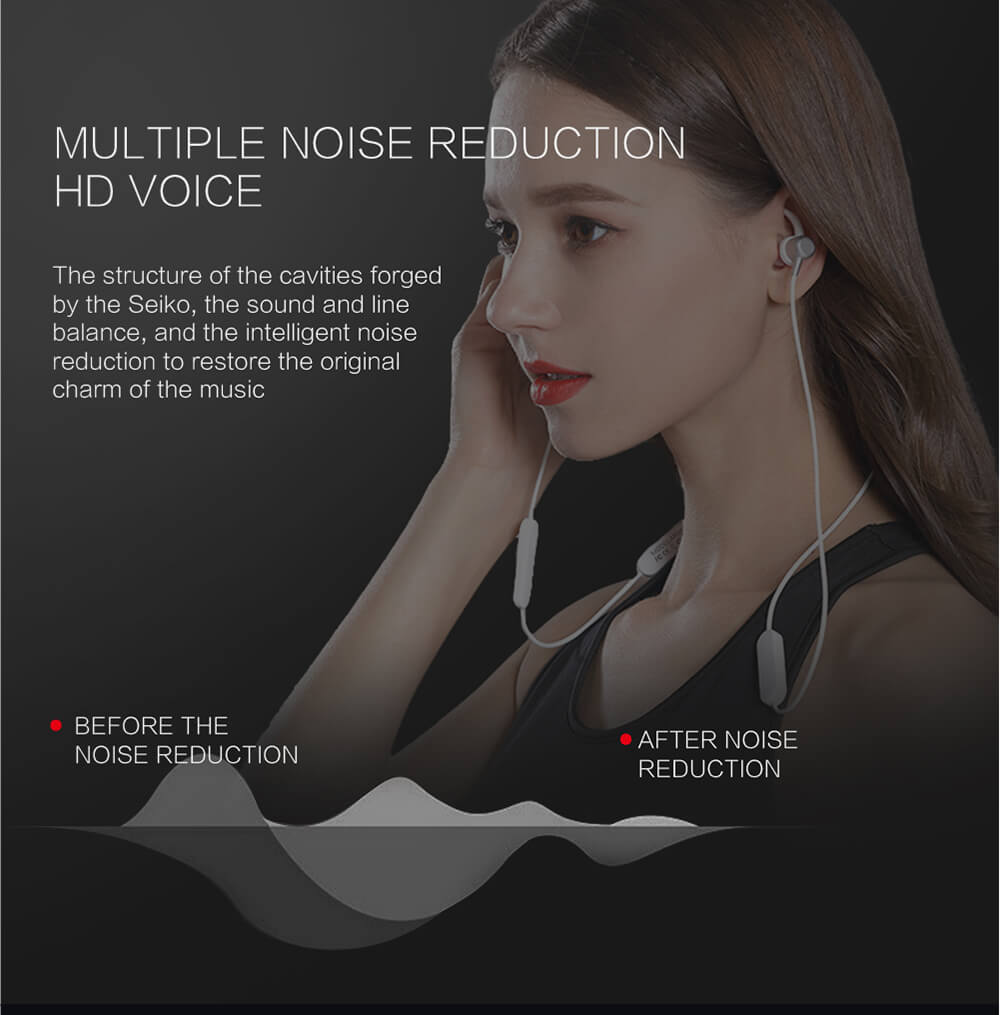 MULTIPLE NOISE REDUCTION
HD VOICE
The structure of the cavities forged
by the Seiko, the sound and line
balance, and the intelligent noise
reduction to restore the original
charm of the music
BEFORE THE
NOISE REDUCTION
AFTER NOISE
REDUCTION